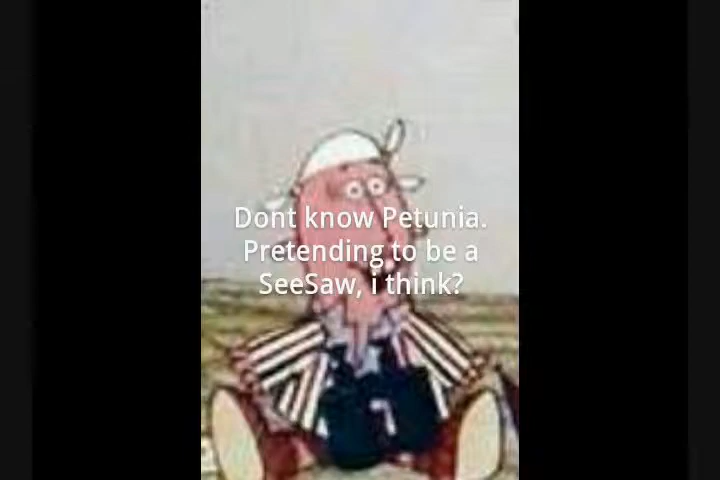 Dont know Petunia.
Pretending to be a
SeeSaw, i think?